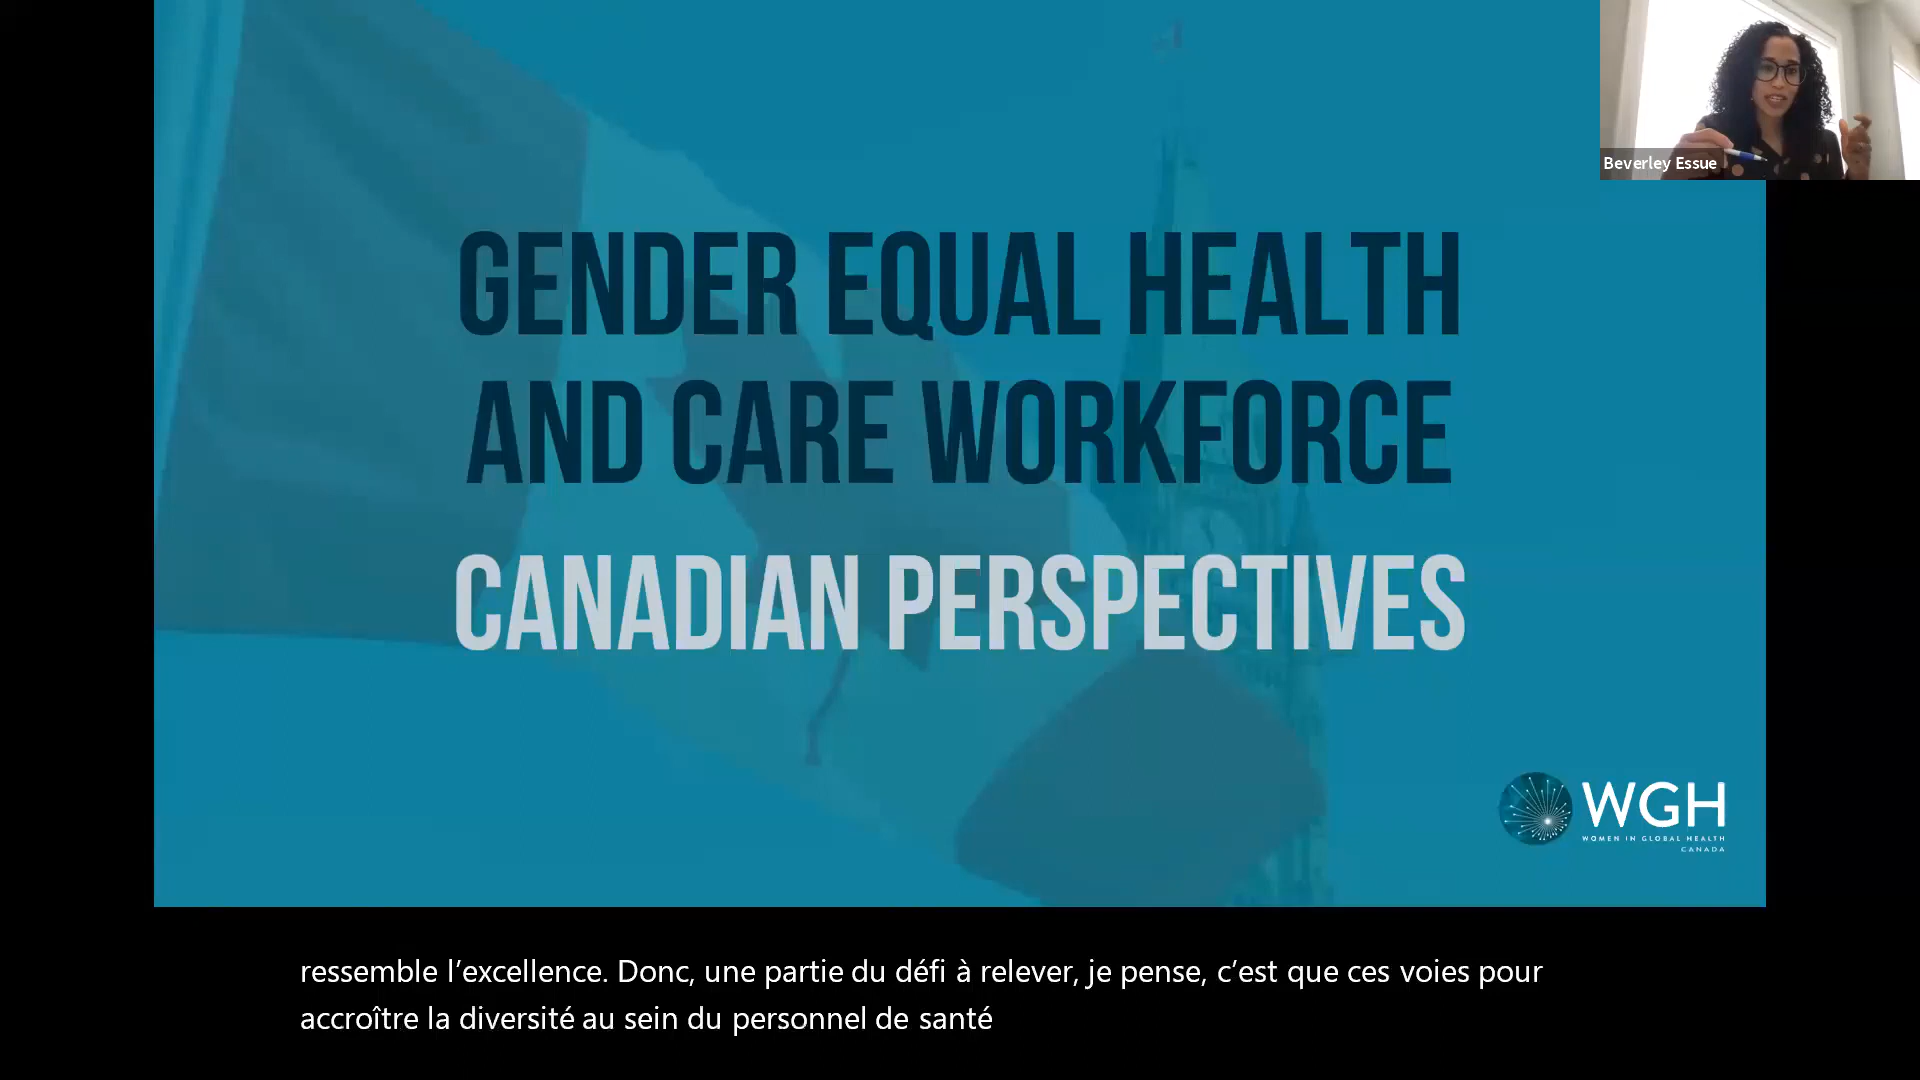 Beverley Essue
GENDER EQUAL HEALTH
AND CARE WORKFORCE
CANADIAN PERSPECTIVES
WGH
WOMEN IN GLOBAL HEALTH
CANADA
ressemble l’excellence. Donc, une partie du défi à relever, je pense, c’est que ces voies pour
accroître la diversité au sein du personnel de santé